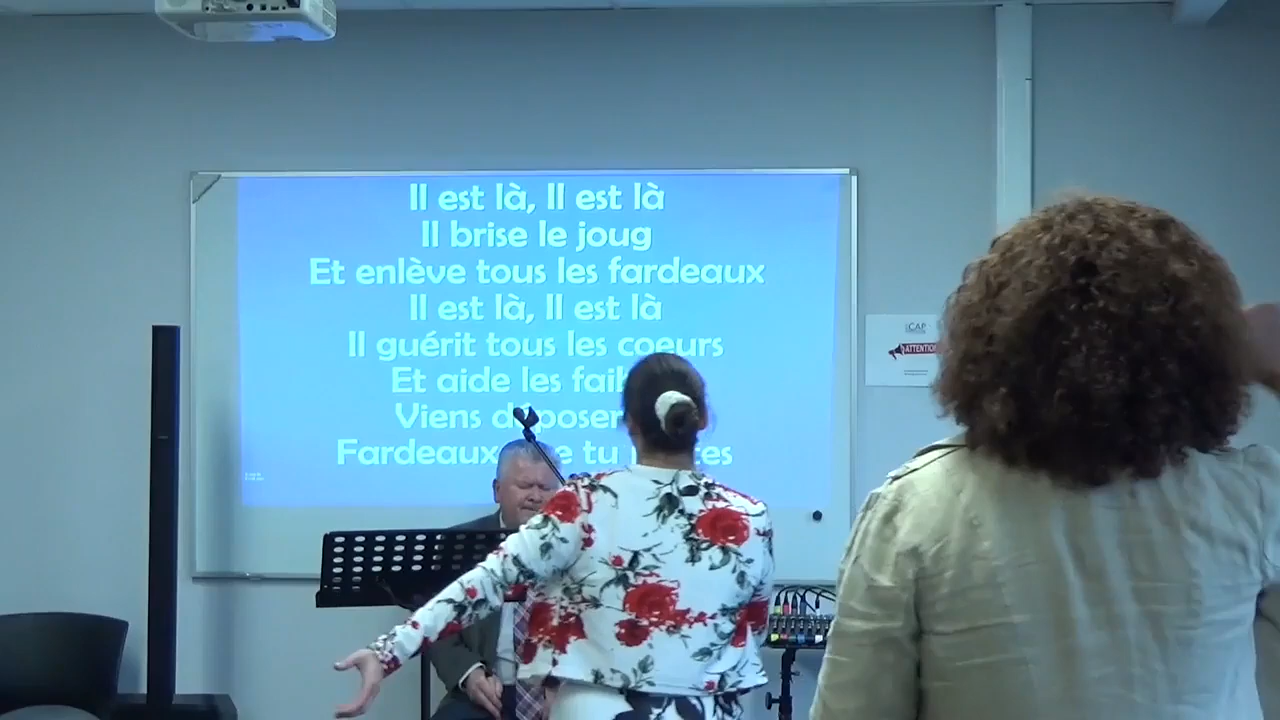 Il est là, Il est là
Il brise le joug
Et enlève tous les fardeaux
Il est là, Il est là
Il guérit tous les coeurs
Et aide les
Viens
Fardeaux tu
CAP
ATTENTION